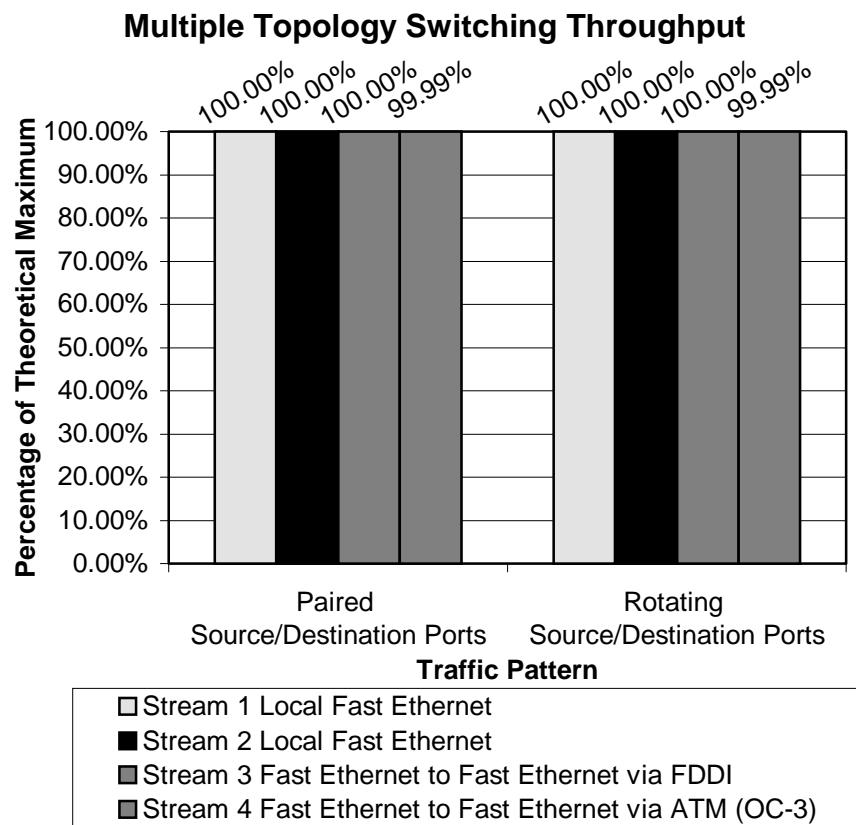 Multiple Topology Switching Throughput
100.00% 100.00% 100.00% 99.99% 100.00% 100.00% 100.00% 99.99%
Percentage of Theoretical Maximum
100.00%
90.00%
80.00%
70.00%
60.00%
50.00%
40.00%
30.00%
20.00%
10.00%
0.00%
Paired
Source/Destination Ports
Rotating
Source/Destination Ports
Traffic Pattern
Stream 1 Local Fast Ethernet
Stream 2 Local Fast Ethernet
Stream 3 Fast Ethernet to Fast Ethernet via FDDI
Stream 4 Fast Ethernet to Fast Ethernet via ATM (OC-3)